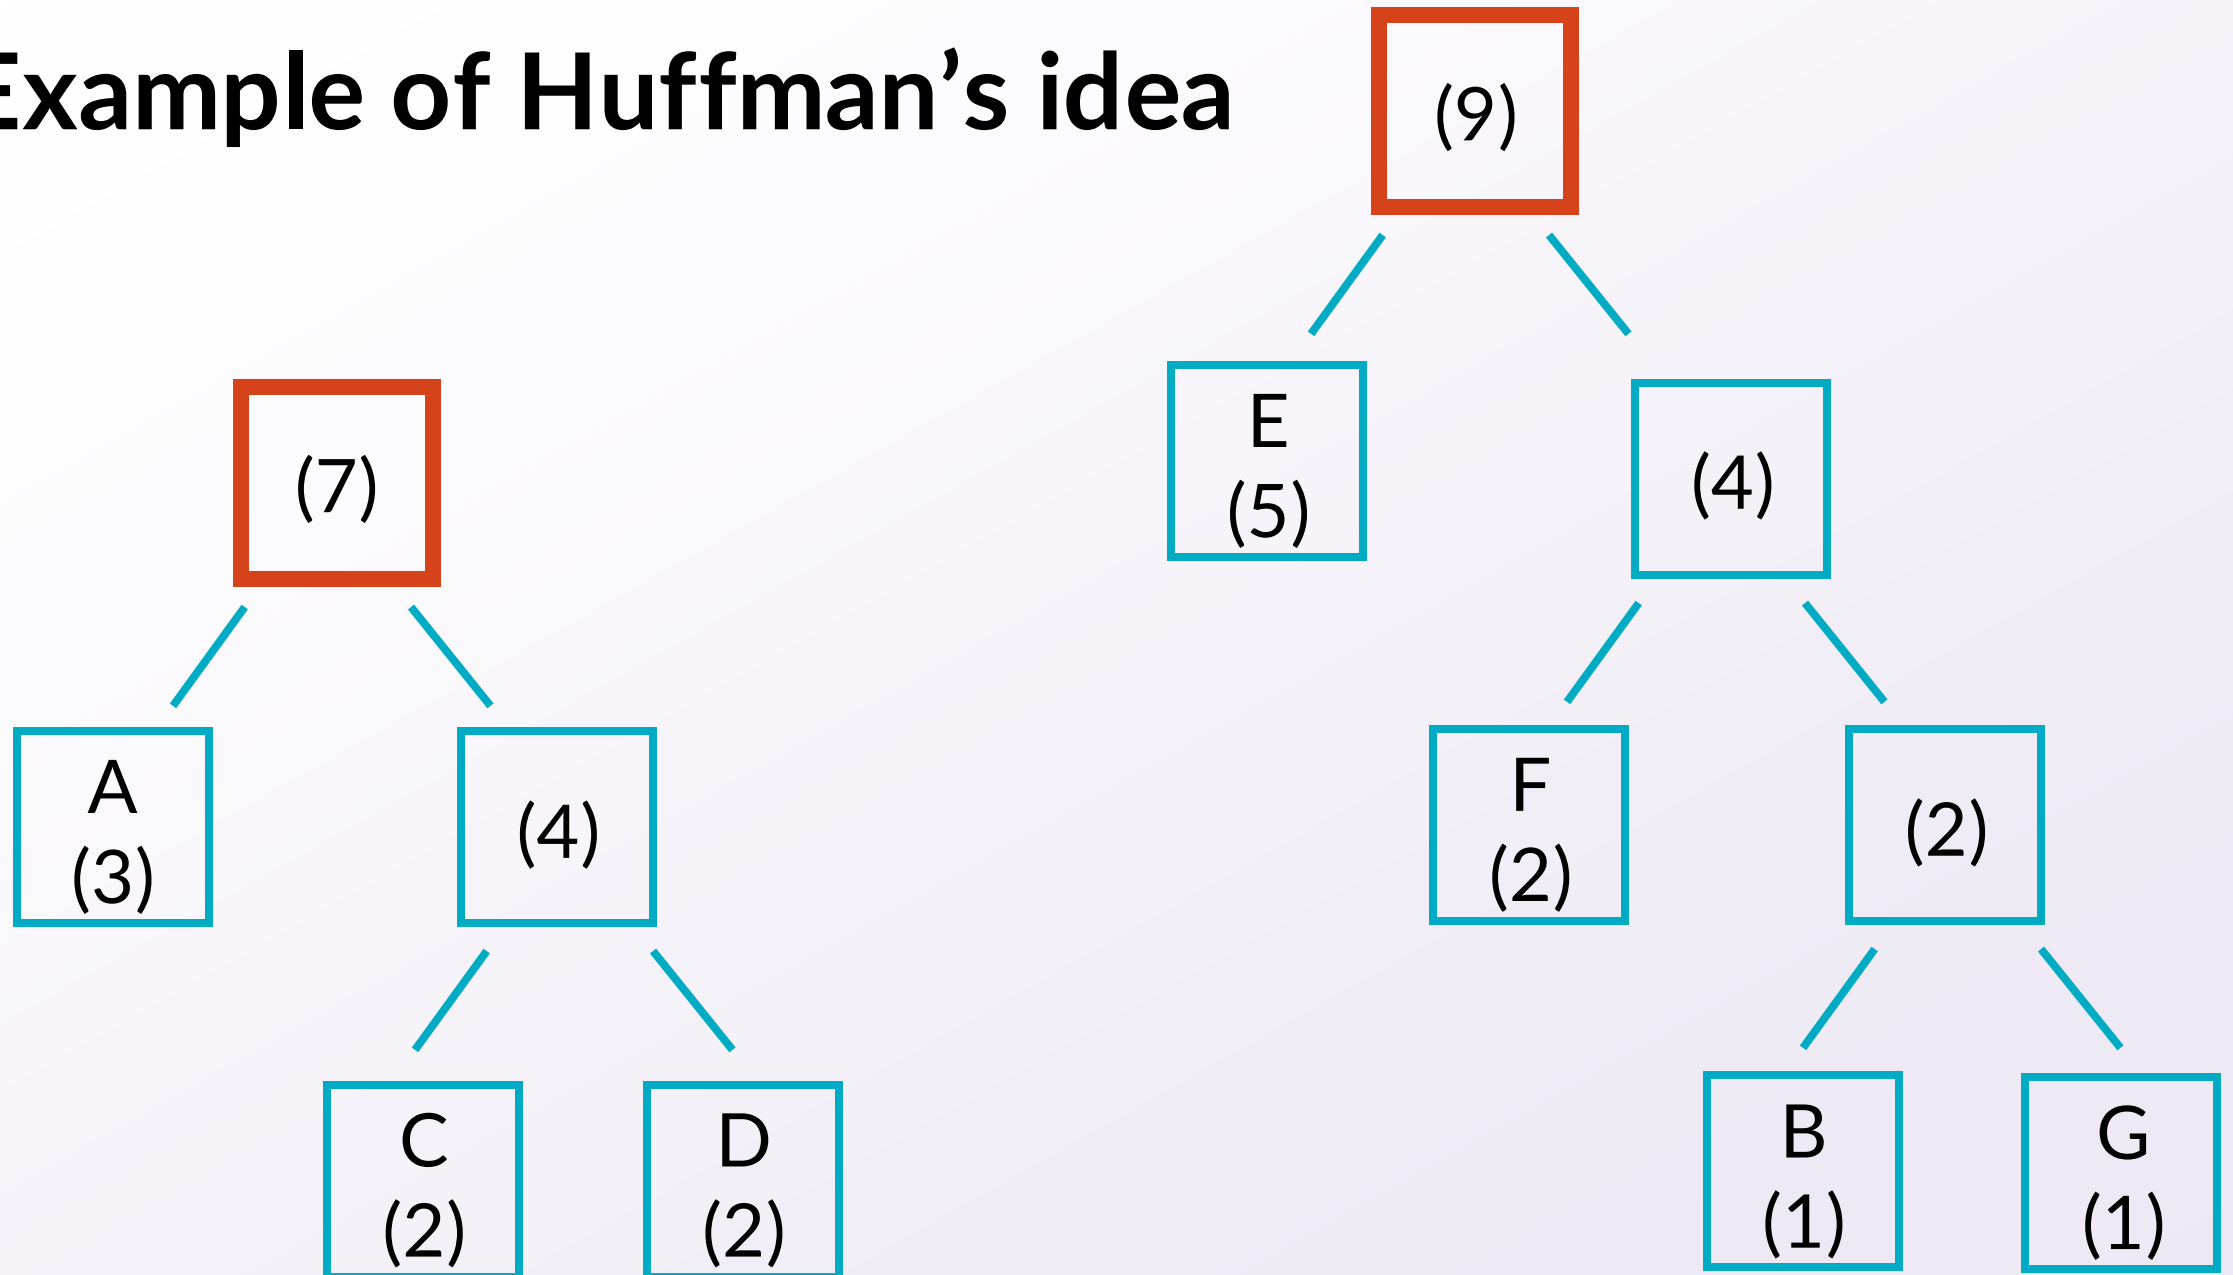 Example of Huffman’s idea
(9)
E
(5)
(4)
(7)
F
(2)
(2)
A
(3)
(4)
B
(1)
G
(1)
C
(2)
D
(2)